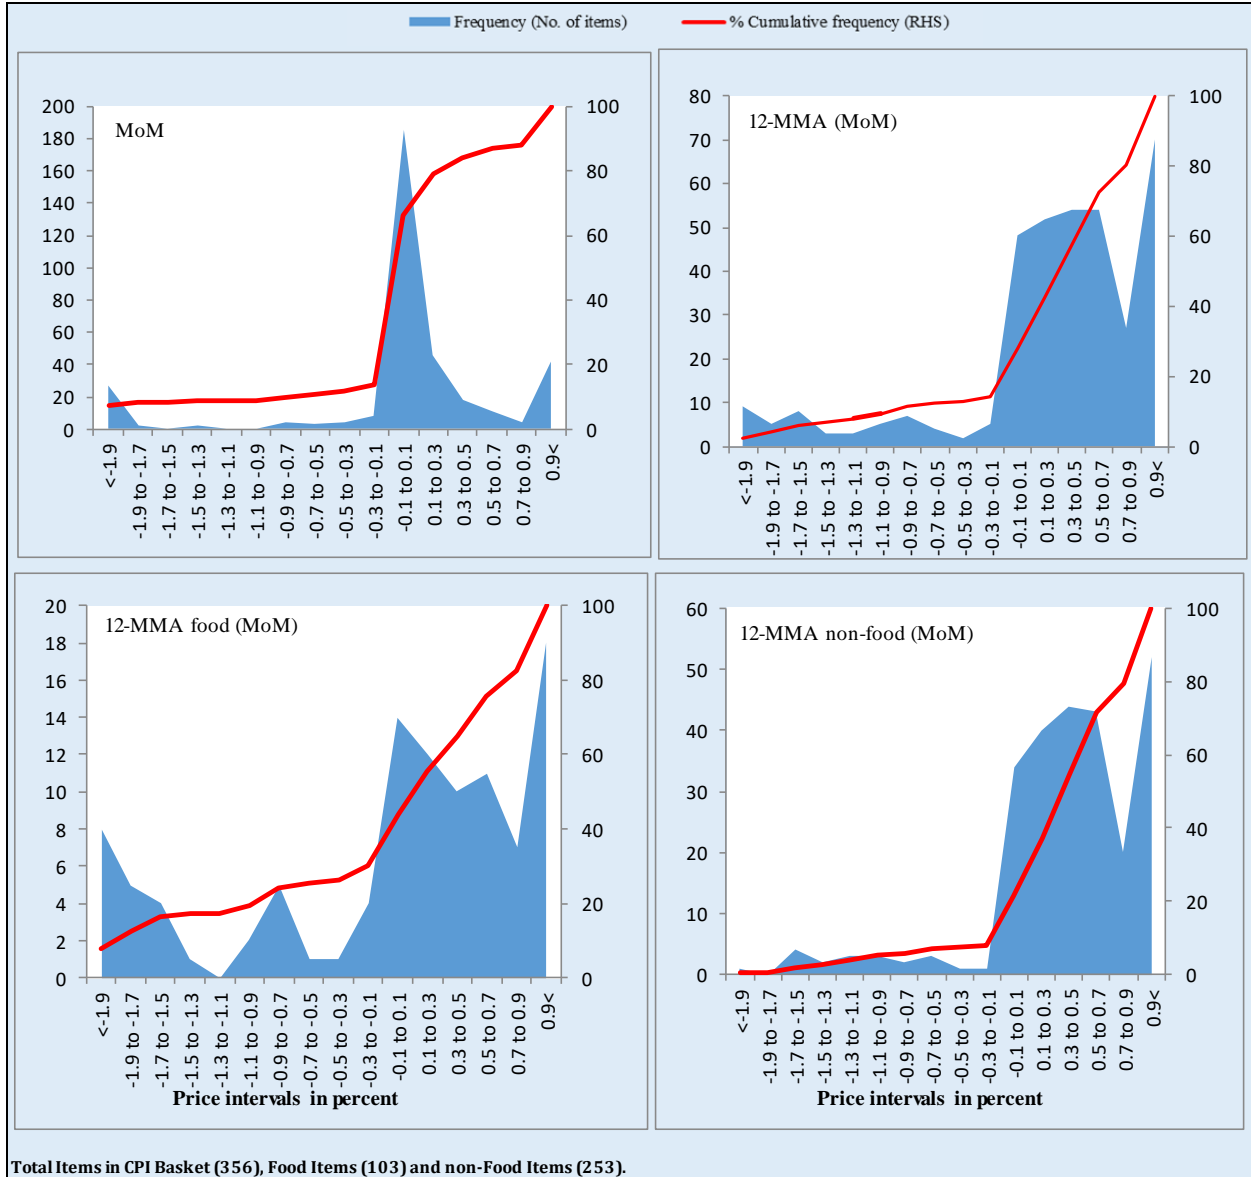 Frequency (No. of items) % Cumulative frequency (RHS)
MoM
200
180
160
140
120
100
80
60
40
20
0
100
80
60
40
20
0
<-1.9
-1.9 to -1.7
-1.7 to -1.5
-1.5 to -1.3
-1.3 to -1.1
-1.1 to -0.9
-0.9 to -0.7
-0.7 to -0.5
-0.5 to -0.3
-0.3 to -0.1
-0.1 to 0.1
0.1 to 0.3
0.3 to 0.5
0.5 to 0.7
0.7 to 0.9
0.9<
12-MMA (MoM)
80
70
60
50
40
30
20
10
0
100
80
60
40
20
0
<-1.9
-1.9 to -1.7
-1.7 to -1.5
-1.5 to -1.3
-1.3 to -1.1
-1.1 to -0.9
-0.9 to -0.7
-0.7 to -0.5
-0.5 to -0.3
-0.3 to -0.1
-0.1 to 0.1
0.1 to 0.3
0.3 to 0.5
0.5 to 0.7
0.7 to 0.9
0.9<
12-MMA food (MoM)
20
18
16
14
12
10
8
6
4
2
0
100
80
60
40
20
0
<-1.9
-1.9 to -1.7
-1.7 to -1.5
-1.5 to -1.3
-1.3 to -1.1
-1.1 to -0.9
-0.9 to -0.7
-0.7 to -0.5
-0.5 to -0.3
-0.3 to -0.1
-0.1 to 0.1
0.1 to 0.3
0.3 to 0.5
0.5 to 0.7
0.7 to 0.9
0.9<
Price intervals in percent
12-MMA non-food (MoM)
60
50
40
30
20
10
0
100
80
60
40
20
0
<-1.9
-1.9 to -1.7
-1.7 to -1.5
-1.5 to -1.3
-1.3 to -1.1
-1.1 to -0.9
-0.9 to -0.7
-0.7 to -0.5
-0.5 to -0.3
-0.3 to -0.1
-0.1 to 0.1
0.1 to 0.3
0.3 to 0.5
0.5 to 0.7
0.7 to 0.9
0.9<
Price intervals in percent
Total Items in CPI Basket (356), Food Items (103) and non-Food Items (253).